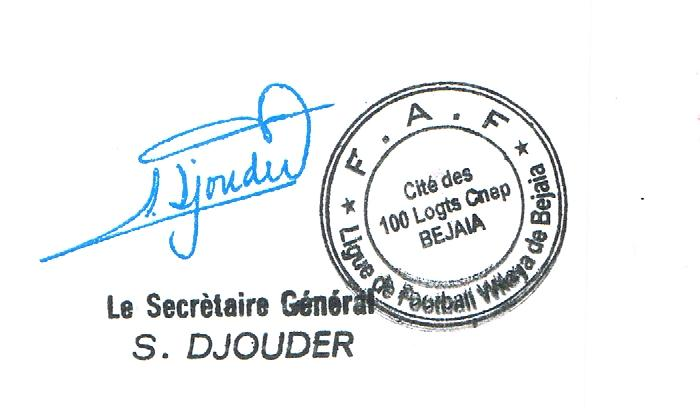 S. Djouder
F.A.F
Cité des
100 Logts Cnep
BEJAIA
Ligue de Football Wilaya de Bejaia
Le Secrètaire Général
S. DJOUDER